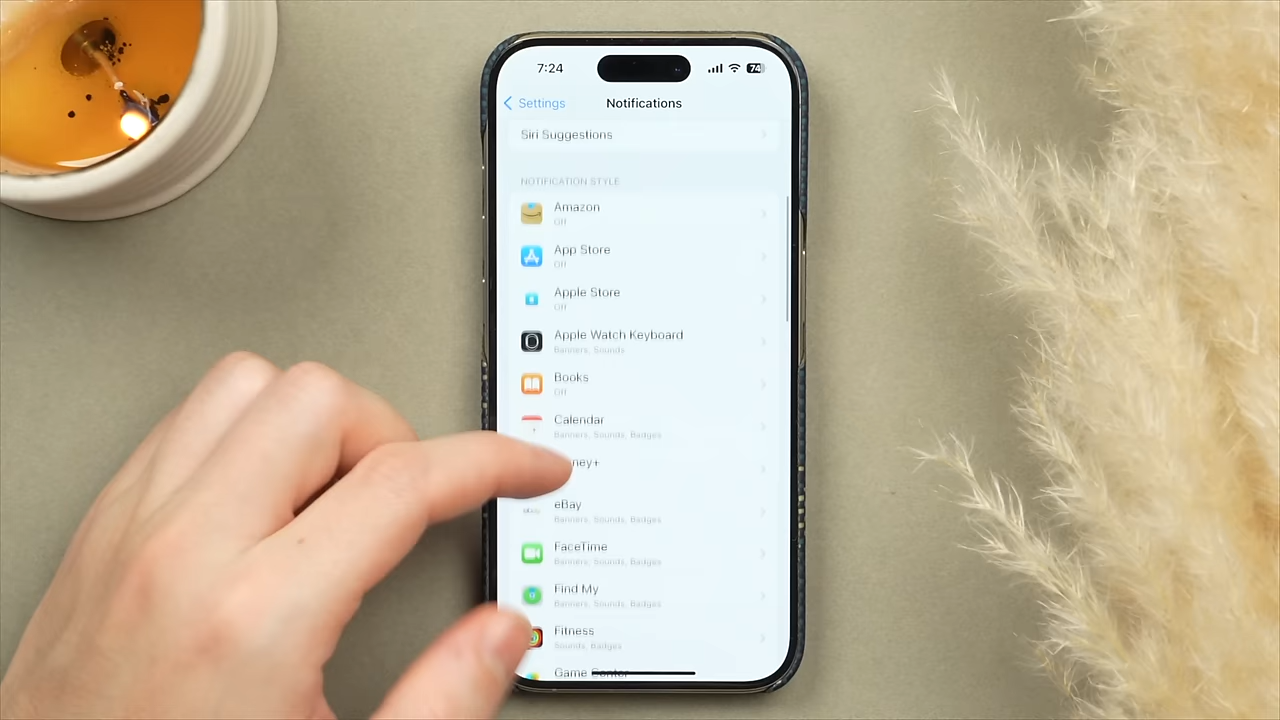 7:24
74
Settings
Notifications
Siri Suggestions
NOTIFICATION STYLE
Amazon
Off
App Store
Off
Apple Store
Off
Apple Watch Keyboard
Banners, Sounds
Books
Off
Calendar
Banners, Sounds, Badges
ney+
eBay
Banners, Sounds, Badges
FaceTime
Banners, Sounds, Badges
Find My
Banners, Sounds, Badges
Fitness
Sounds, Badges
Game Center